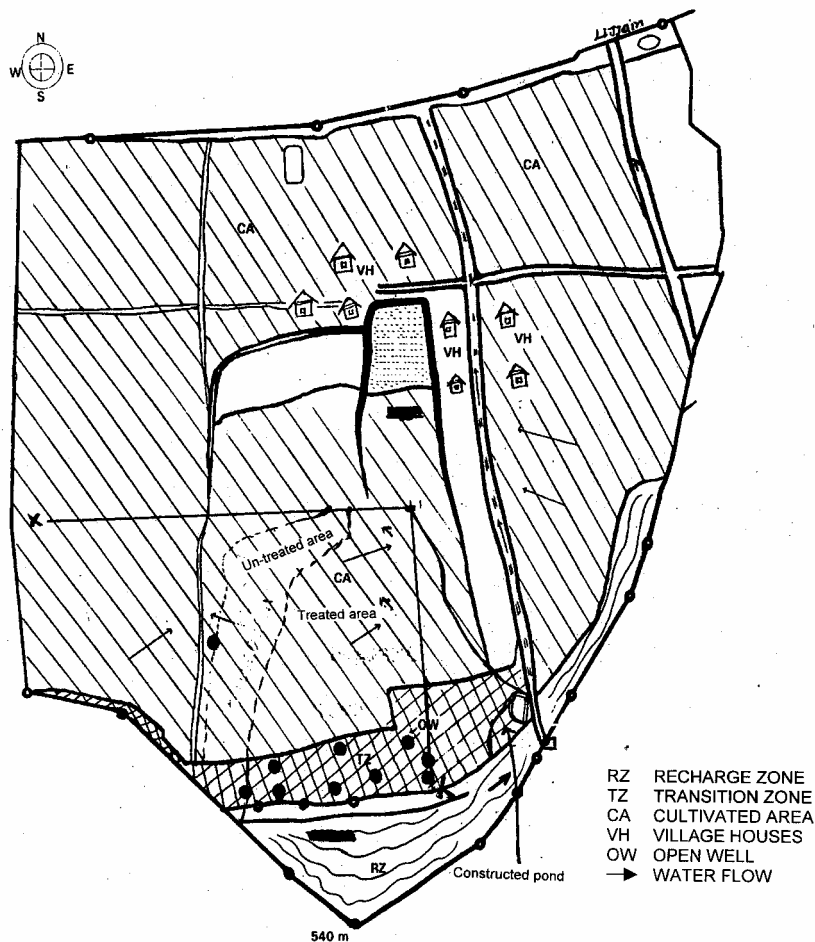 N
W E
S
CA
CA
VH
VH
VH
Un-treated area
CA
Treated area
OW
TZ
RZ
Constructed pond
540 m
RZ RECHARGE ZONE
TZ TRANSITION ZONE
CA CULTIVATED AREA
VH VILLAGE HOUSES
OW OPEN WELL
WATER FLOW